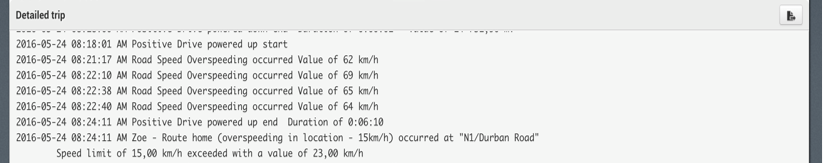 Detailed trip
2016-05-24 08:18:01 AM Positive Drive powered up start
2016-05-24 08:21:17 AM Road Speed Overspeeding occurred Value of 62 km/h
2016-05-24 08:22:10 AM Road Speed Overspeeding occurred Value of 69 km/h
2016-05-24 08:22:38 AM Road Speed Overspeeding occurred Value of 65 km/h
2016-05-24 08:22:40 AM Road Speed Overspeeding occurred Value of 64 km/h
2016-05-24 08:24:11 AM Positive Drive powered up end  Duration of 0:06:10
2016-05-24 08:24:11 AM Zoe - Route home (overspeeding in location - 15km/h) occurred at "N1/Durban Road"
Speed limit of 15,00 km/h exceeded with a value of 23,00 km/h